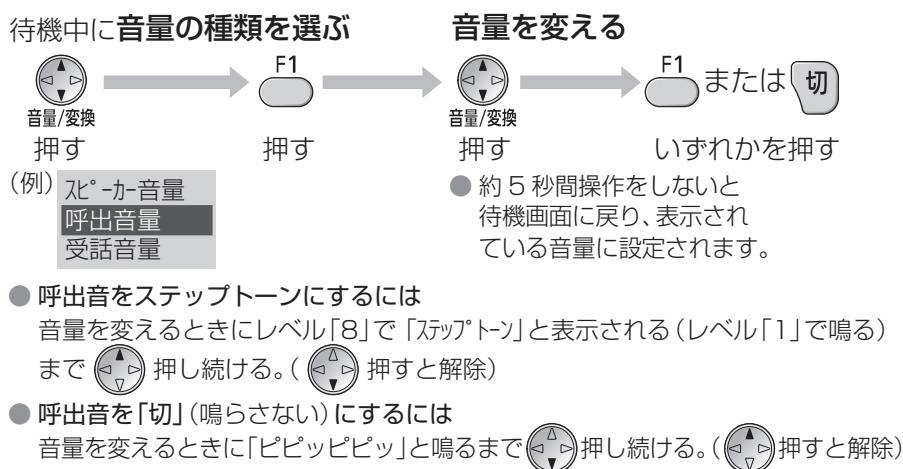 待機中に音量の種類を選ぶ 音量を変える
F1 F1 または 切
音量/変換 音量/変換
押す 押す 押す いずれかを押す
（例） ｽﾋﾟｰｶｰ音量
呼出音量
受話音量
● 約5秒間操作をしないと
待機画面に戻り、表示され
ている音量に設定されます。
● 呼出音をステップトーンにするには
音量を変えるときにレベル「8」で「ｽﾃｯﾌﾟﾄｰﾝ」と表示される（レベル「1」で鳴る）
まで 押し続ける。（ 押すと解除）
● 呼出音を「切」（鳴らさない）にするには
音量を変えるときに「ピピッピピッ」と鳴るまで 押し続ける。（ 押すと解除）